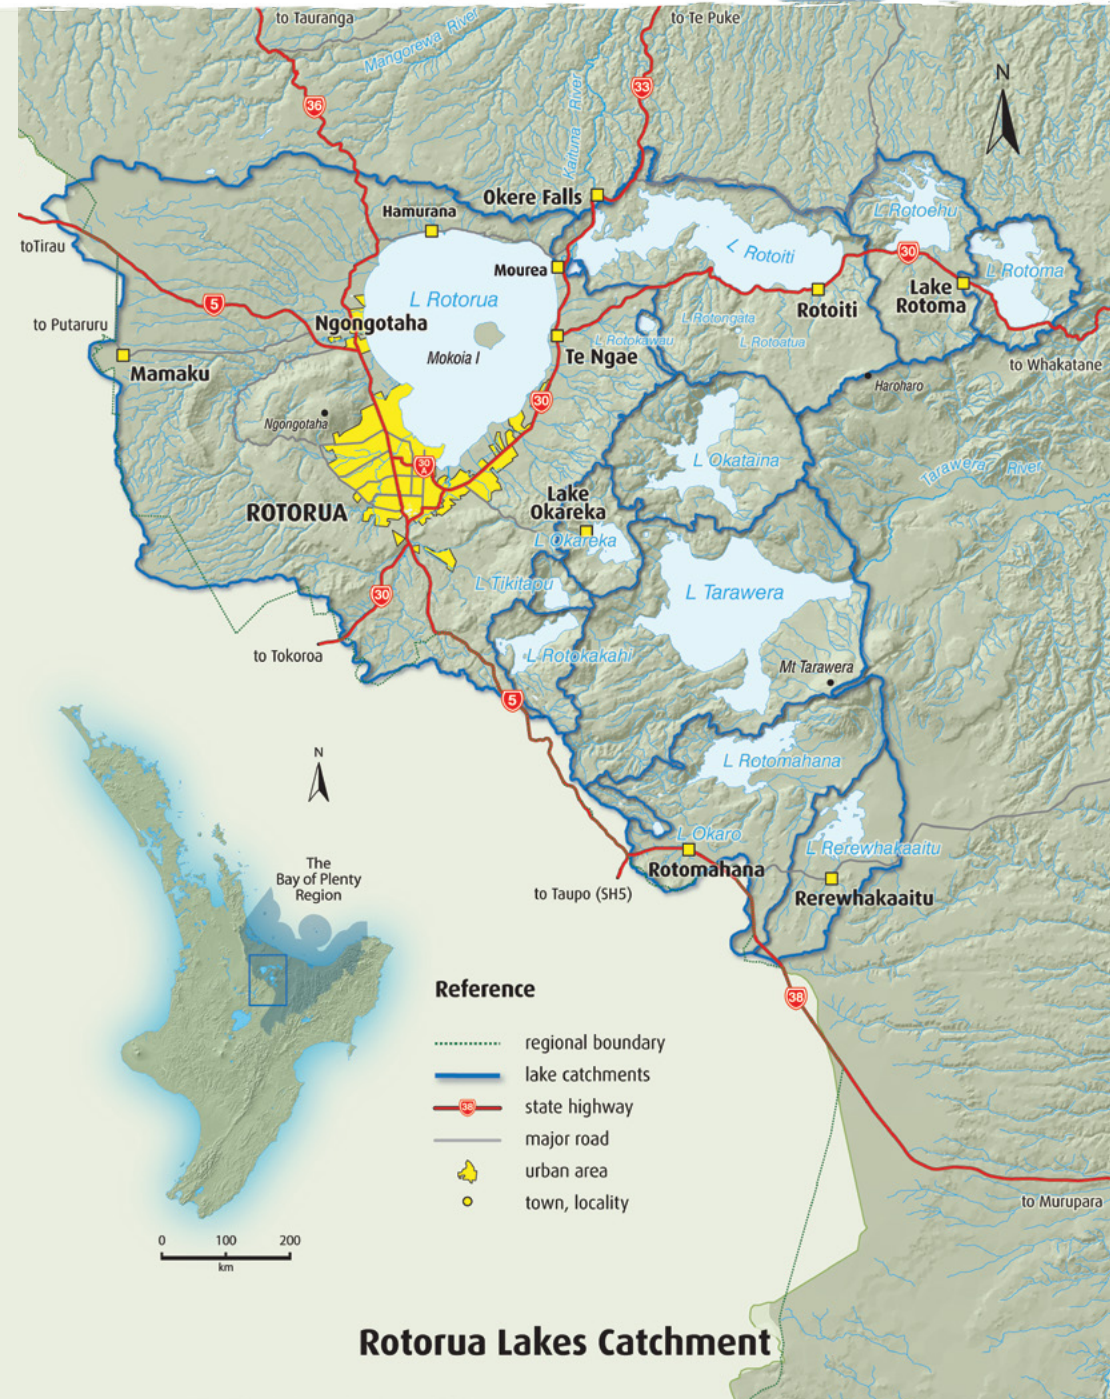 to Tauranga
to Te Puke
Mangorewa River
Kaituna River
N
36
33
Okere Falls
Hamurana
L Rotoehu
toTirau
Mourea
L Rotoiti
30
L Rotoma
Lake
Rotoma
5
L Rotorua
Rotoiti
Ngongotaha
L Rotongata
to Putaruru
L Rotokawau
L Rotoatua
Mokoia I
Te Ngae
to Whakatane
Mamaku
Haroharo
30
Ngongotaha
L Okataina
Tarawera River
30
A
Lake
Okareka
ROTORUA
L Okareka
L Tikitapu
L Tarawera
30
to Tokoroa
L Rotokakahi
Mt Tarawera
5
L Rotomahana
N
L Okaro
L Rerewhakaaitu
The
Bay of Plenty
Region
Rotomahana
to Taupo (SH5)
Rerewhakaaitu
Reference
38
regional boundary
lake catchments
38
state highway
major road
urban area
town, locality
to Murupara
0 100 200
km
Rotorua Lakes Catchment